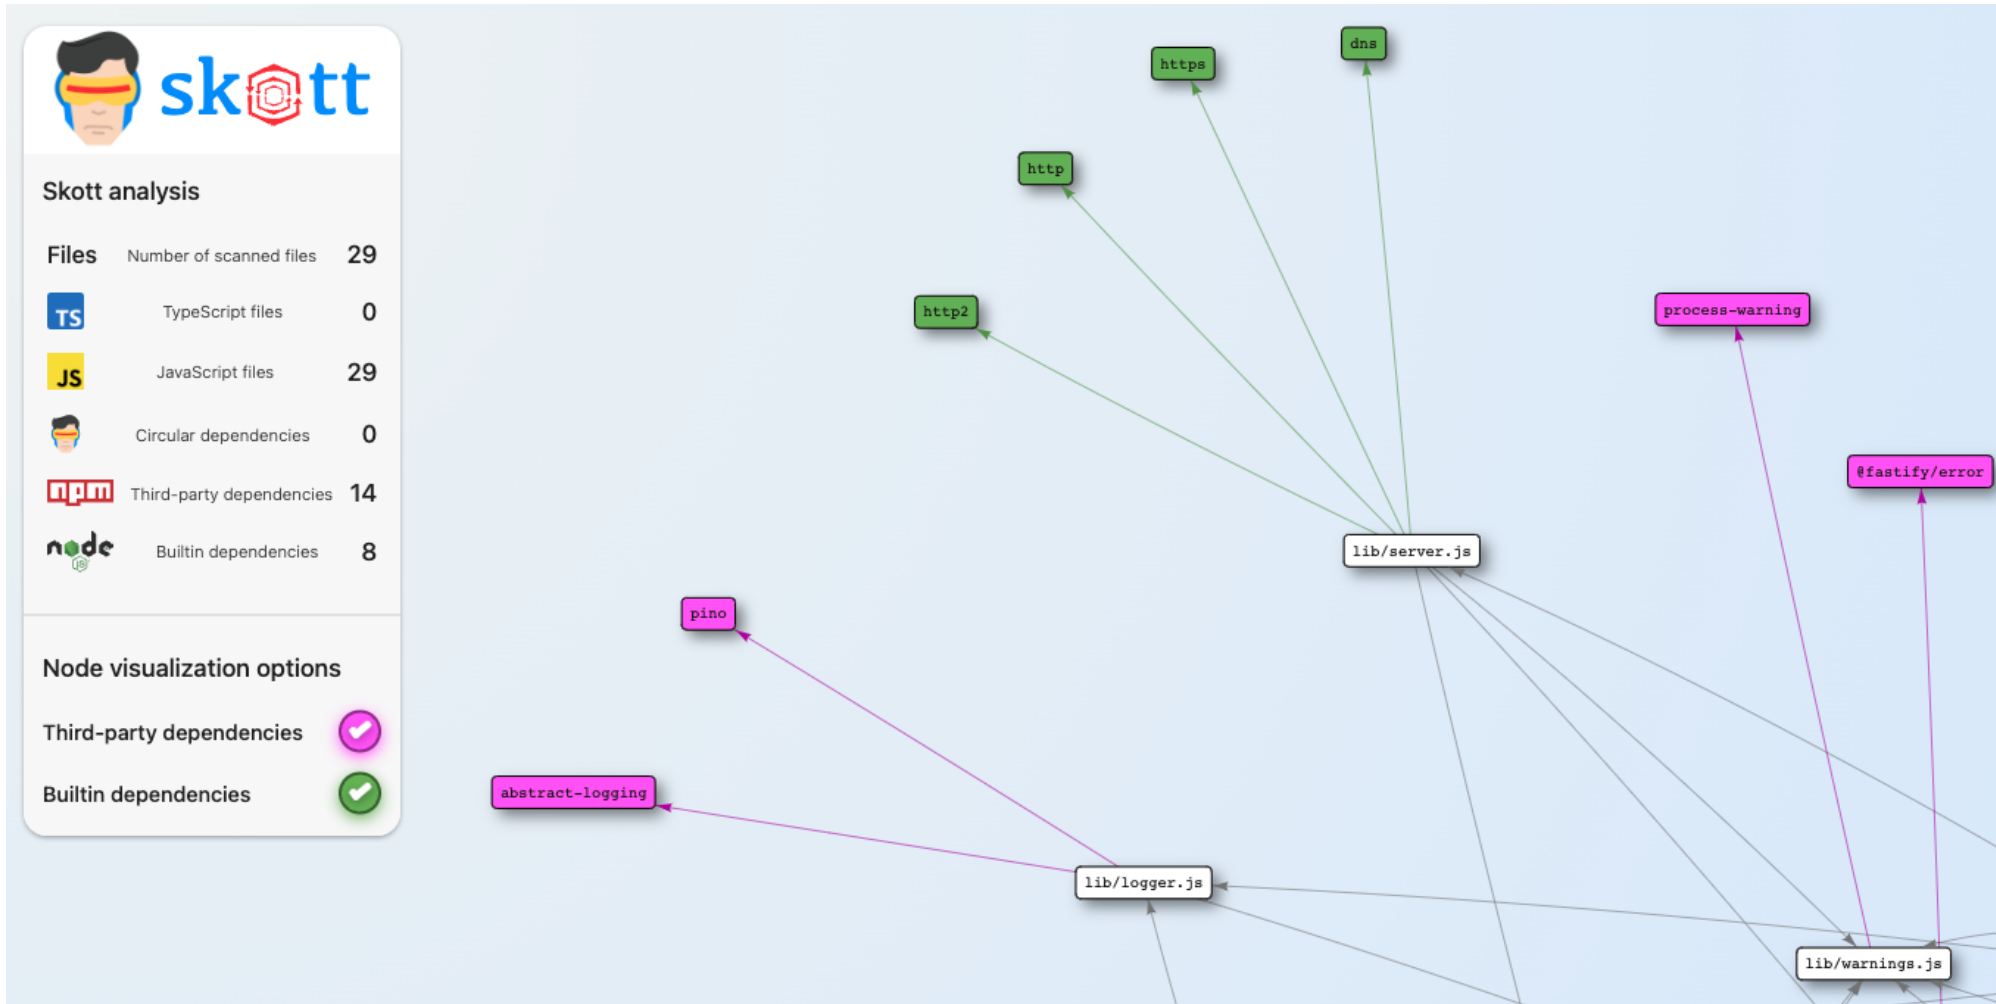 skott
Skott analysis
Files Number of scanned files 29
TS TypeScript files 0
JS JavaScript files 29
Circular dependencies 0
npm Third-party dependencies 14
node JS Builtin dependencies 8
Node visualization options
Third-party dependencies
Builtin dependencies
dns
https
http
http2
process-warning
@fastify/error
lib/server.js
pino
abstract-logging
lib/logger.js
lib/warnings.js